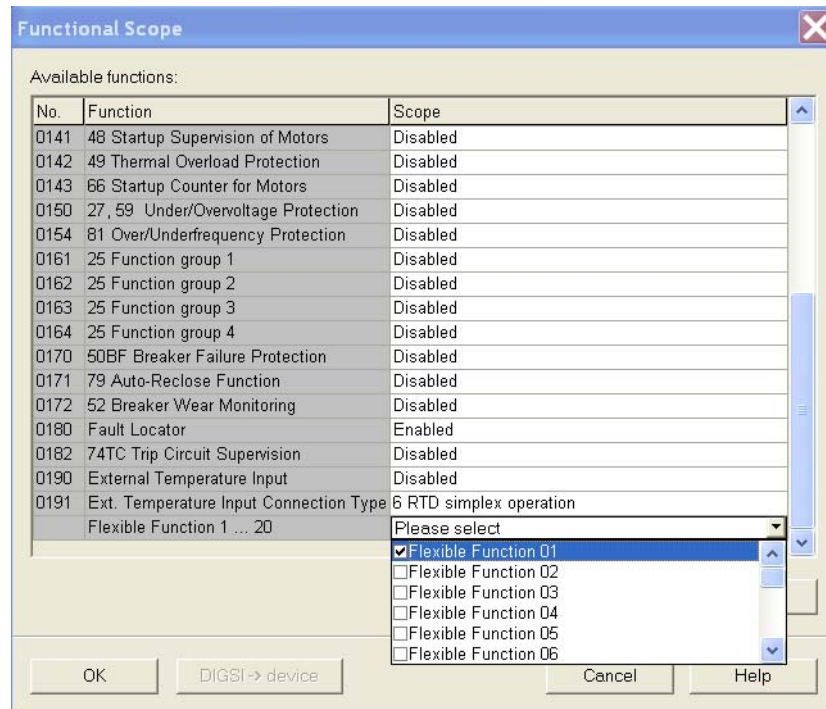 Functional Scope
Available functions:
No. Function Scope
0141 48 Startup Supervision of Motors Disabled
0142 49 Thermal Overload Protection Disabled
0143 66 Startup Counter for Motors Disabled
0150 27, 59 Under/Overvoltage Protection Disabled
0154 81 Over/Underfrequency Protection Disabled
0161 25 Function group 1 Disabled
0162 25 Function group 2 Disabled
0163 25 Function group 3 Disabled
0164 25 Function group 4 Disabled
0170 50BF Breaker Failure Protection Disabled
0171 79 Auto-Reclose Function Disabled
0172 52 Breaker Wear Monitoring Disabled
0180 Fault Locator Enabled
0182 74TC Trip Circuit Supervision Disabled
0190 External Temperature Input Disabled
0191 Ext. Temperature Input Connection Type 6 RTD simplex operation
Flexible Function 1 ... 20 Please select
Flexible Function 01
Flexible Function 02
Flexible Function 03
Flexible Function 04
Flexible Function 05
Flexible Function 06
OK DIGSI -> device Cancel Help